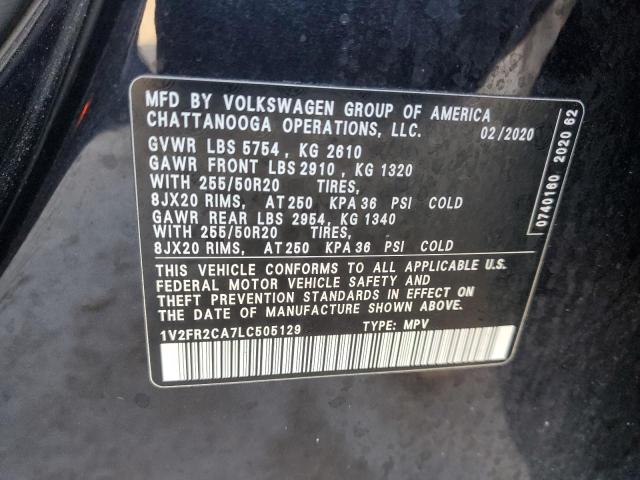 MFD BY VOLKSWAGEN GROUP OF AMERICA
CHATTANOOGA OPERATIONS, LLC. 02/2020
GVWR LBS 5754, KG 2610
GAWR FRONT LBS 2910, KG 1320
WITH 255/50R20 TIRES,
8JX20 RIMS, AT 250 KPA 36 PSI COLD
GAWR REAR LBS 2954, KG 1340
WITH 255/50R20 TIRES,
8JX20 RIMS, AT 250 KPA 36 PSI COLD
THIS VEHICLE CONFORMS TO ALL APPLICABLE U.S.
FEDERAL MOTOR VEHICLE SAFETY AND
THEFT PROTECTION STANDARDS IN EFFECT ON
THE DATE OF MANUFACTURE SHOWN ABOVE.
1V2FR2CA7LC505129 TYPE: MPV
0740160 2020 62